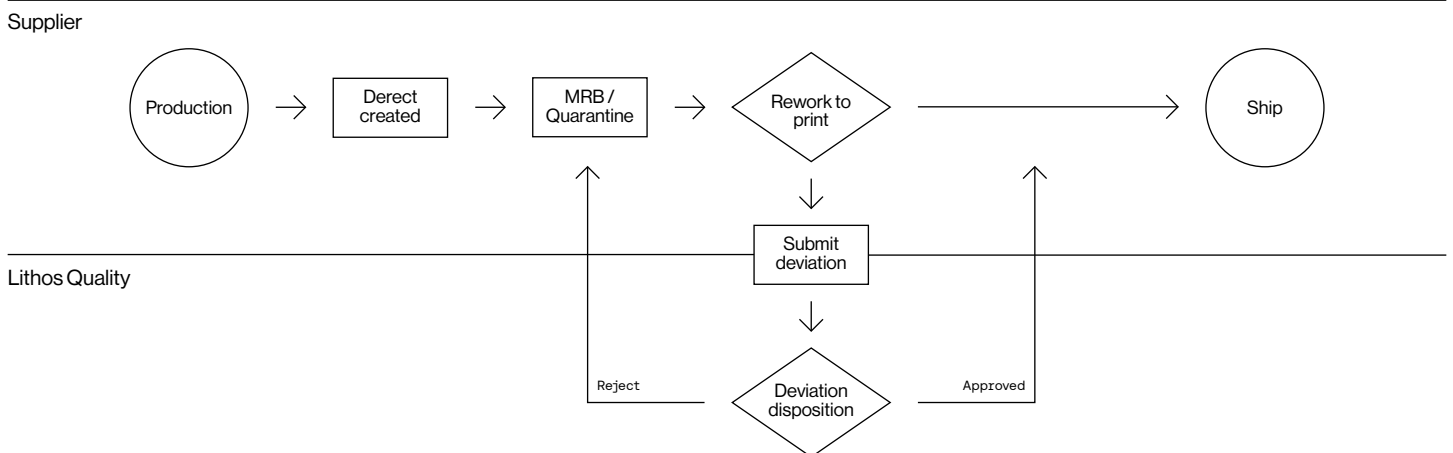 Supplier
Production
Derect
created
MRB /
Quarantine
Rework to
print
Ship
Submit
deviation
Lithos Quality
Reject
Deviation
disposition
Approved